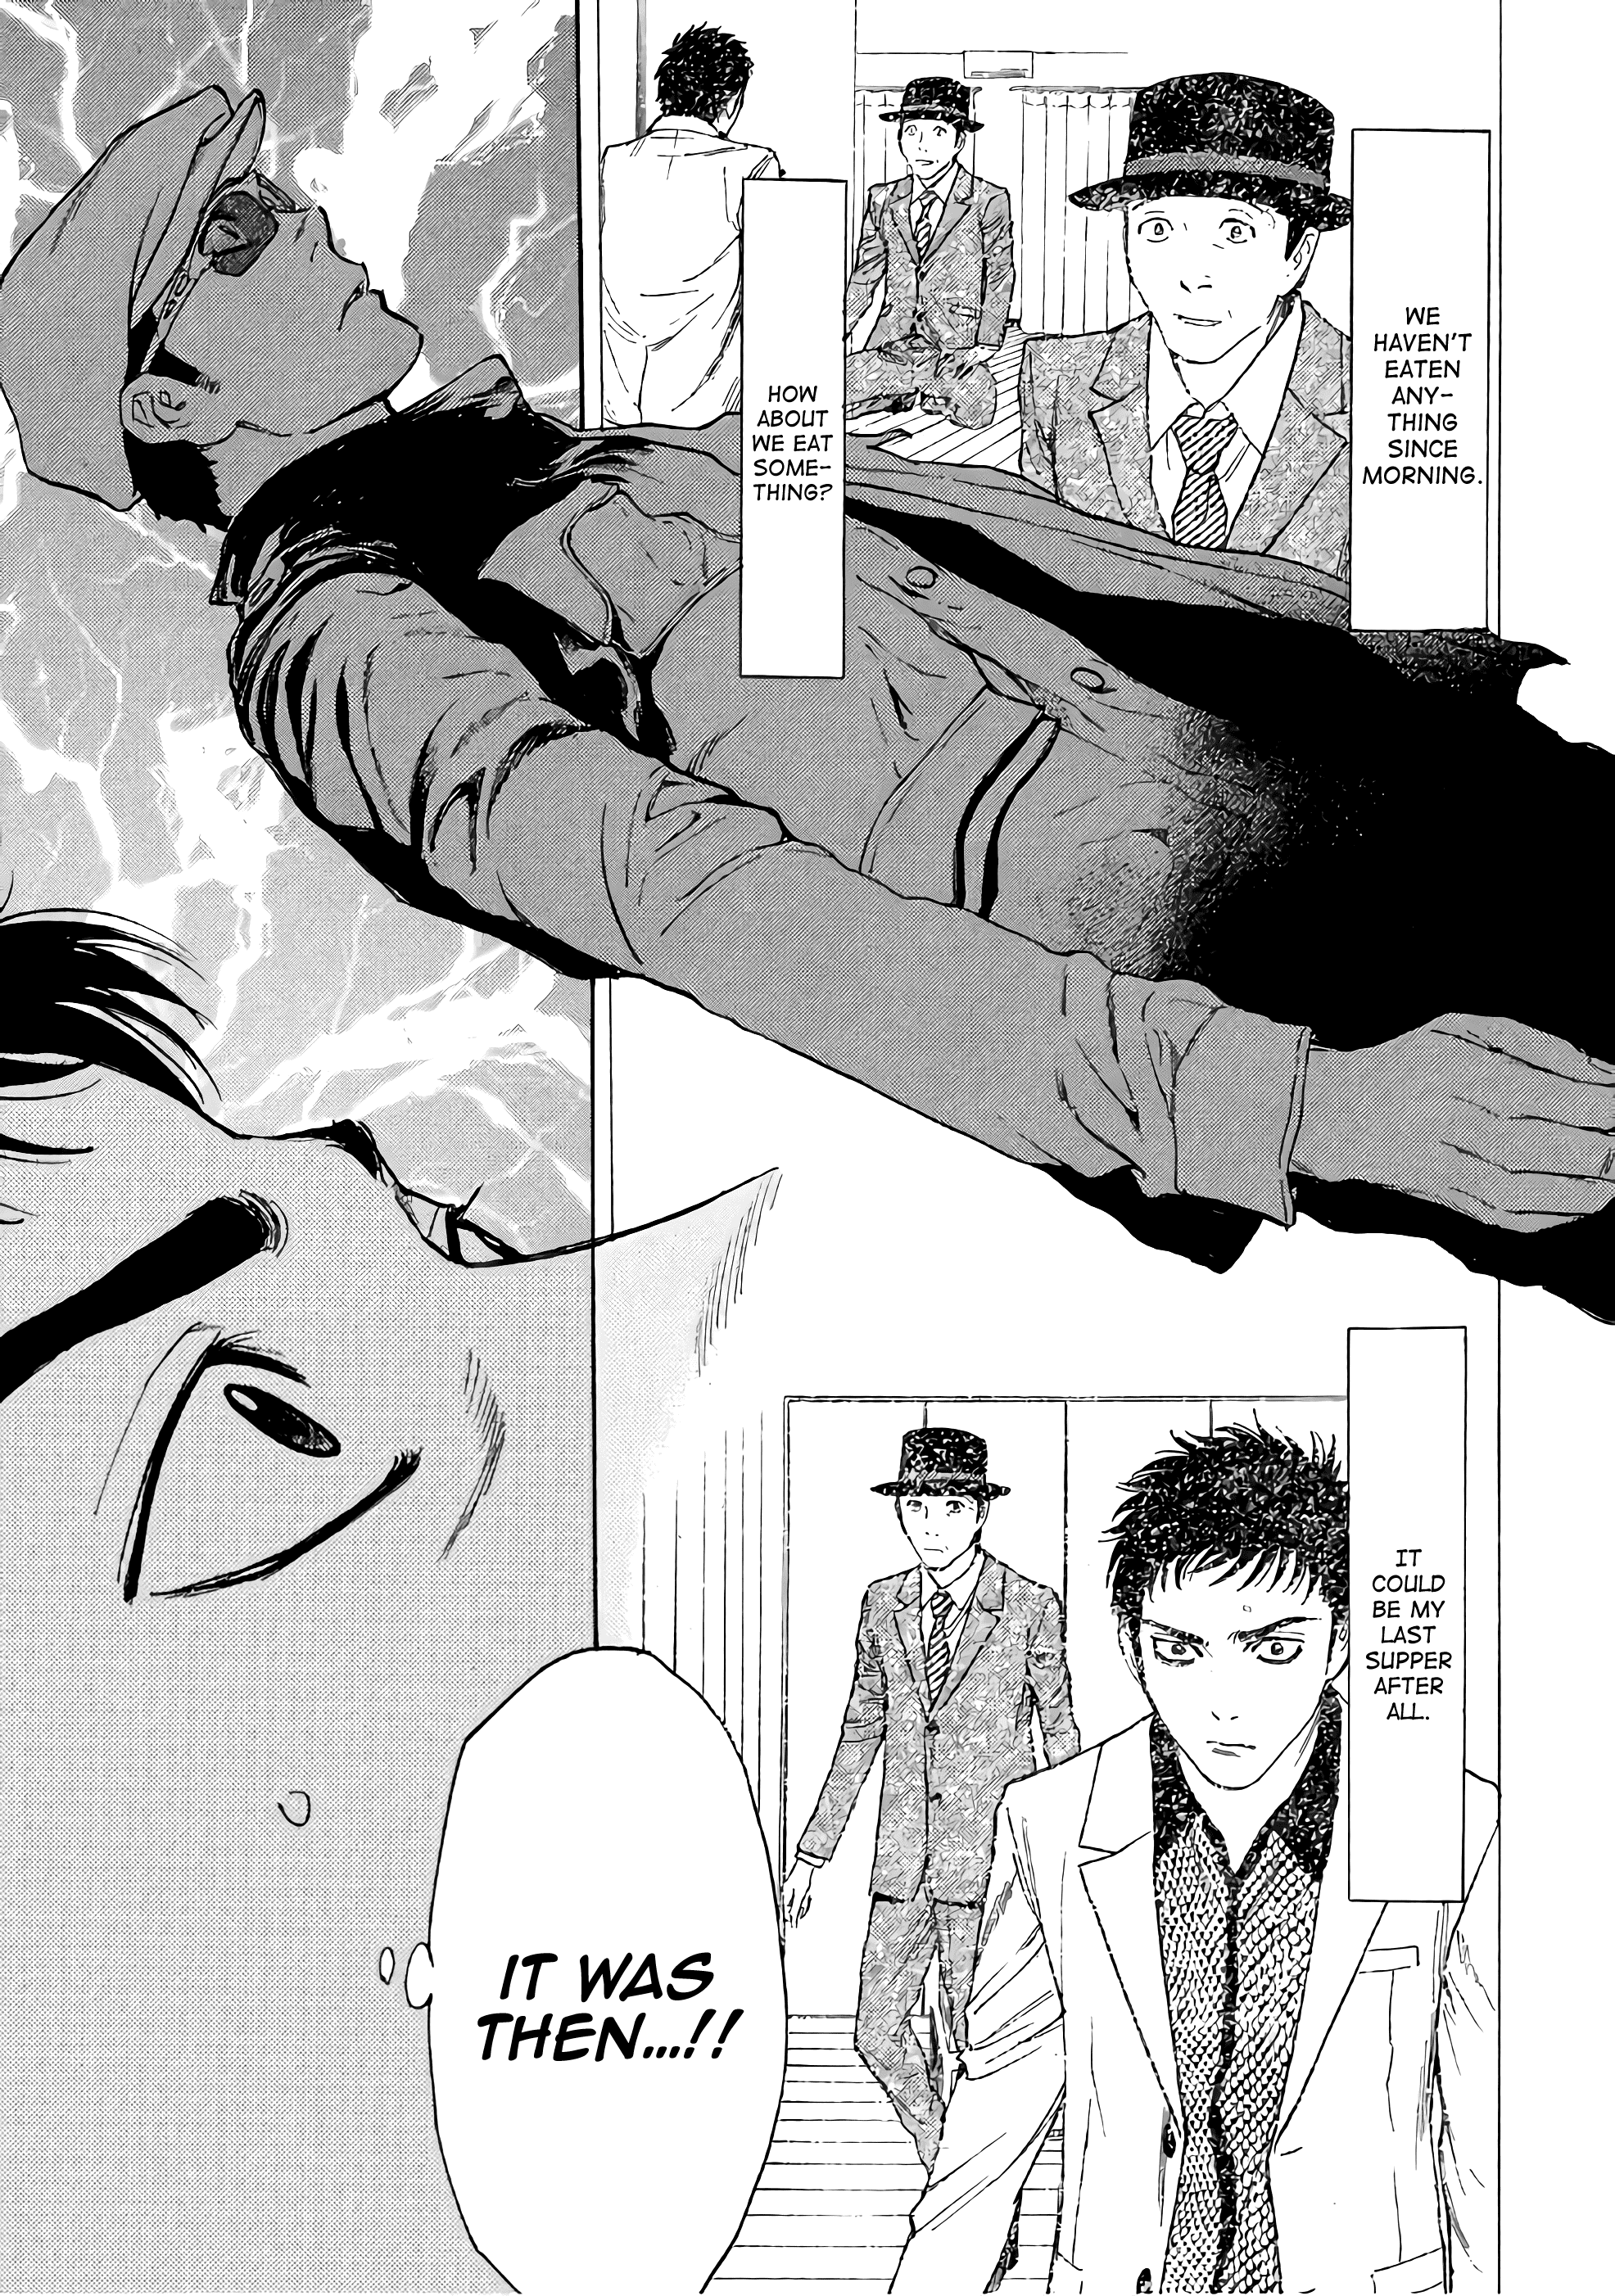 WE
HAVEN'T
EATEN
ANY-
THING
SINCE
MORNING.
HOW
ABOUT
WE EAT
SOME-
THING?
IT
COULD
BE MY
LAST
SUPPER
AFTER
ALL.
IT WAS
THEN...!!